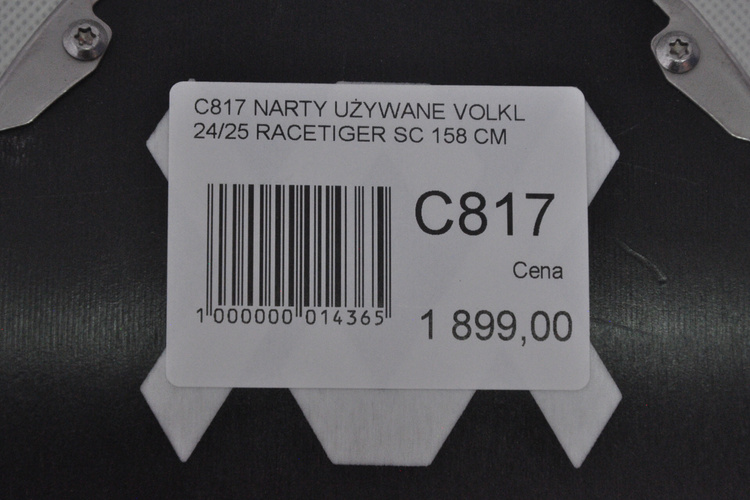 C817 NARTY UŻYWANE VOLKL
24/25 RACETIGER SC 158 CM
C817
Cena
1 000000 014365
1 899,00